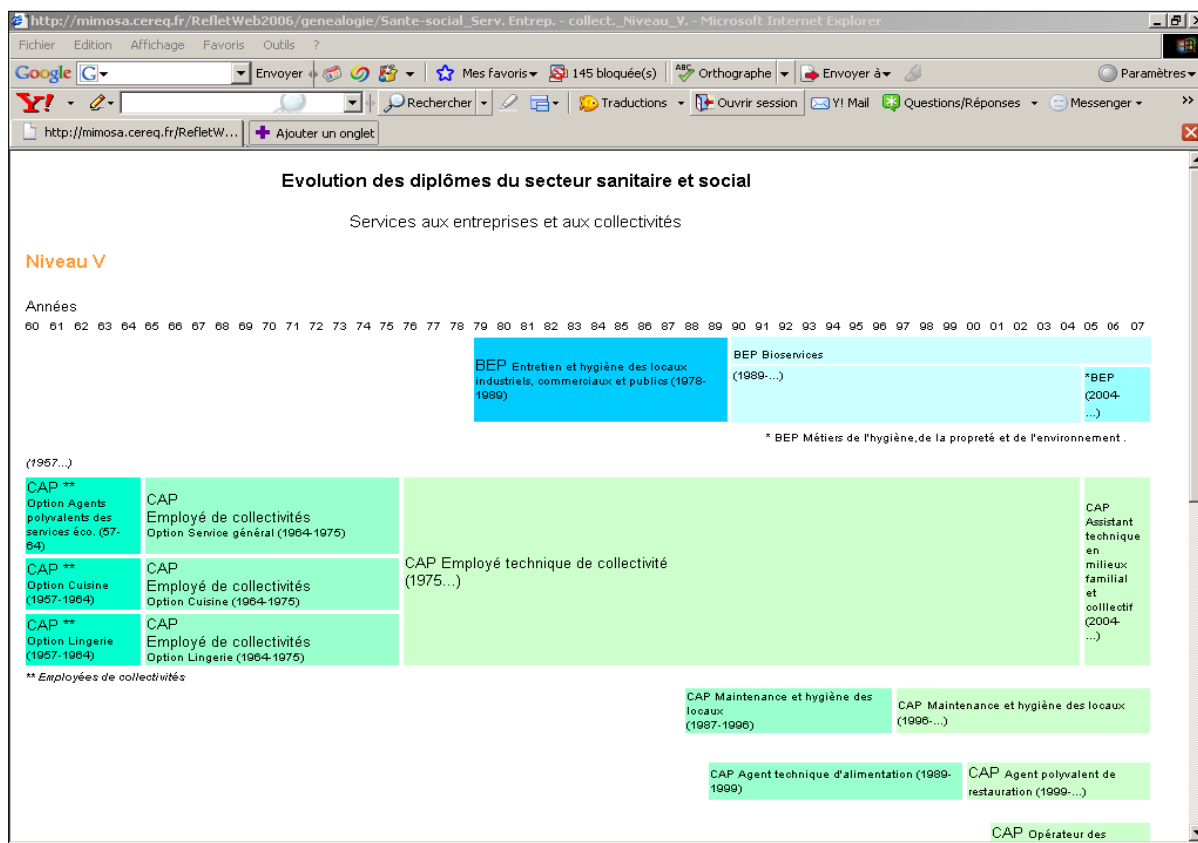 http://mimosa.cereq.fr/RefletWeb2006/genealogie/Sante-social_Serv. Entrep. - collect._Niveau_V. - Microsoft Internet Explorer
Fichier Edition Affichage Favoris Outils ?
Google G Envoyer Mes favoris 145 bloquée(s) ABC Orthographe Envoyer à Paramètres
Y! Rechercher Traductions Ouvrir session Y! Mail Questions/Réponses Messenger >>
http://mimosa.cereq.fr/RefletW... Ajouter un onglet
Evolution des diplômes du secteur sanitaire et social
Services aux entreprises et aux collectivités
Niveau V
Années
60 61 62 63 64 65 66 67 68 69 70 71 72 73 74 75 76 77 78 79 80 81 82 83 84 85 86 87 88 89 90 91 92 93 94 95 96 97 98 99 00 01 02 03 04 05 06 07
BEP Entretien et hygiène des locaux
industriels, commerciaux et publics (1978-
1989)
BEP Bioservices
(1989-...)
*BEP
(2004-
...)
* BEP Métiers de l'hygiène,de la propreté et de l'environnement .
(1957...)
CAP **
Option Agents
polyvalents des
services éco. (57-
64)
CAP
Employé de collectivités
Option Service général (1964-1975)
CAP **
Option Cuisine
(1957-1964)
CAP
Employé de collectivités
Option Cuisine (1964-1975)
CAP **
Option Lingerie
(1957-1964)
CAP
Employé de collectivités
Option Lingerie (1964-1975)
CAP Employé technique de collectivité
(1975...)
CAP
Assistant
technique
en
milieux
familial
et
colllectif
(2004-
...)
** Employées de collectivités
CAP Maintenance et hygiène des
locaux
(1987-1996)
CAP Maintenance et hygiène des locaux
(1996-...)
CAP Agent technique d'alimentation (1989-
1999)
CAP Agent polyvalent de
restauration (1999-...)
CAP Opérateur des